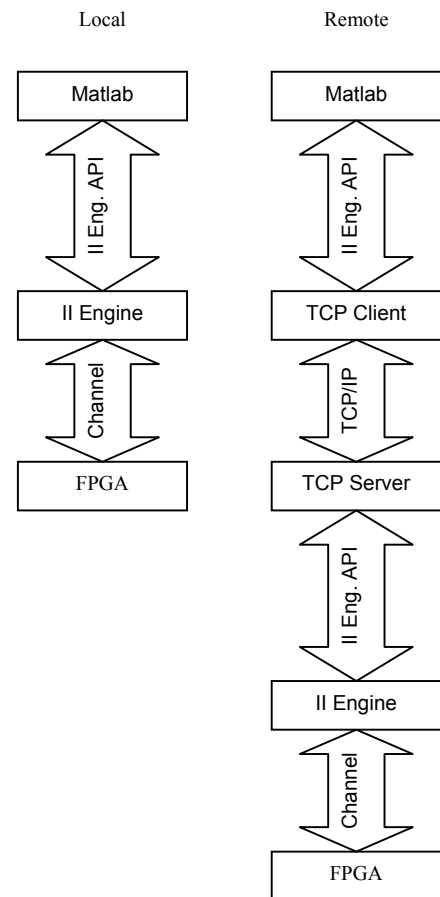 Local
Matlab
II Eng. API
II Engine
Channel
FPGA
Remote
Matlab
II Eng. API
TCP Client
TCP/IP
TCP Server
II Eng. API
II Engine
Channel
FPGA